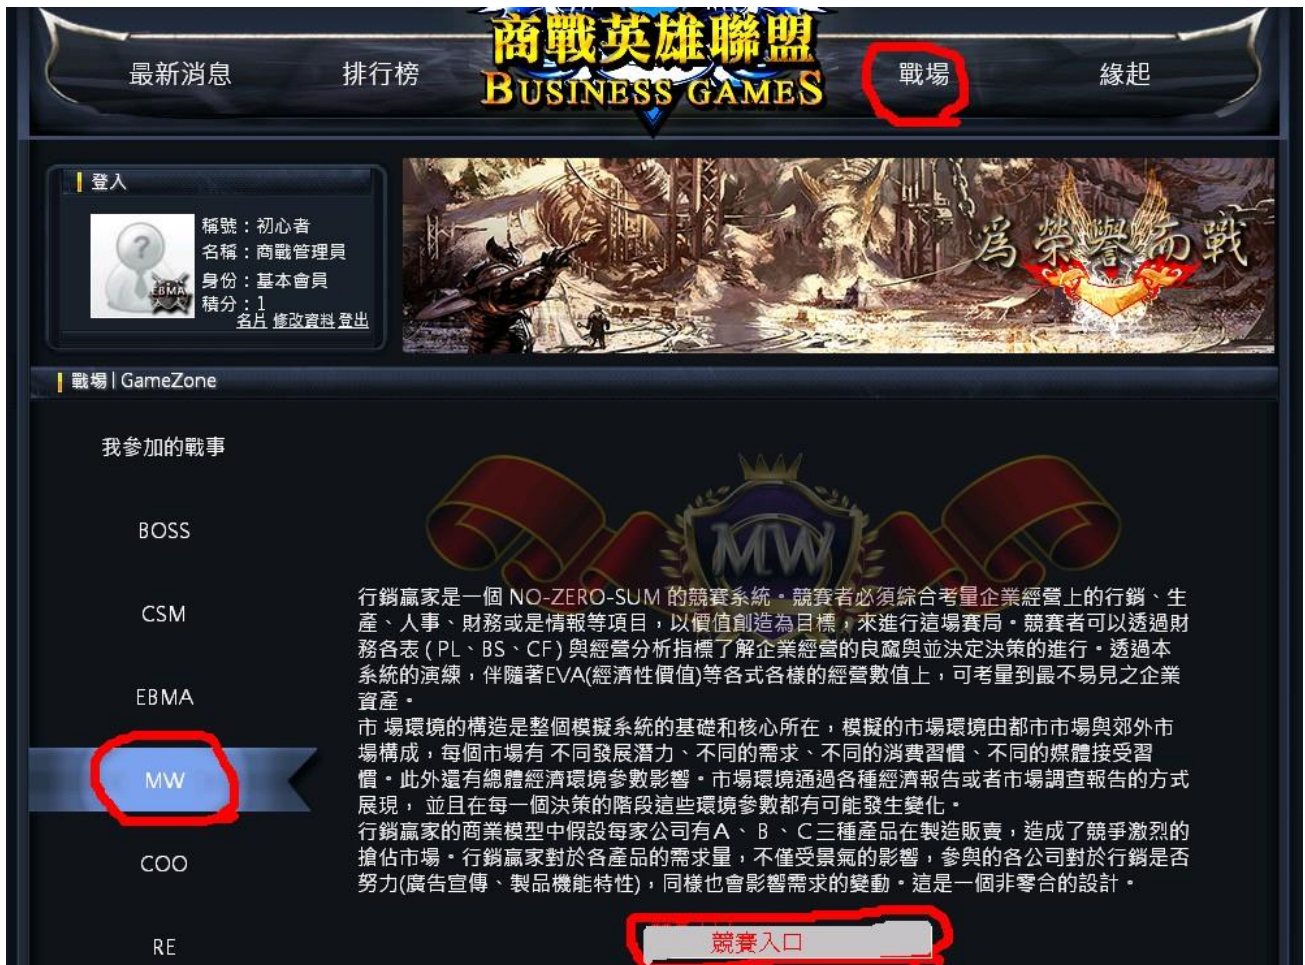 商戰英雄聯盟
最新消息 排行榜 BUSINESS GAMES 戰場 緣起
登入
稱號：初心者
名稱：商戰管理員
身份：基本會員
積分：1
EBMA
名片 修改資料 登出
為榮譽而戰
戰場 | GameZone
我參加的戰事
BOSS
CSM
EBMA
MW
COO
RE
MW
行銷贏家是一個 NO-ZERO-SUM 的競賽系統。競賽者必須綜合考量企業經營上的行銷、生
產、人事、財務或是情報等項目，以價值創造為目標，來進行這場賽局。競賽者可以透過財
務各表 ( PL、BS、CF ) 與經營分析指標了解企業經營的良窳與並決定決策的進行。透過本
系統的演練，伴隨著EVA(經濟性價值)等各式各樣的經營數值上，可考量到最不易見之企業
資產。
市 場環境的構造是整個模擬系統的基礎和核心所在，模擬的市場環境由都市市場與郊外市
場構成，每個市場有 不同發展潛力、不同的需求、不同的消費習慣、不同的媒體接受習
慣。此外還有總體經濟環境參數影響。市場環境通過各種經濟報告或者市場調查報告的方式
展現， 並且在每一個決策的階段這些環境參數都有可能發生變化。
行銷贏家的商業模型中假設每家公司有Ａ、Ｂ、Ｃ三種產品在製造販賣，造成了競爭激烈的
搶佔市場。行銷贏家對於各產品的需求量，不僅受景氣的影響，參與的各公司對於行銷是否
努力(廣告宣傳、製品機能特性)，同樣也會影響需求的變動。這是一個非零合的設計。
競賽入口